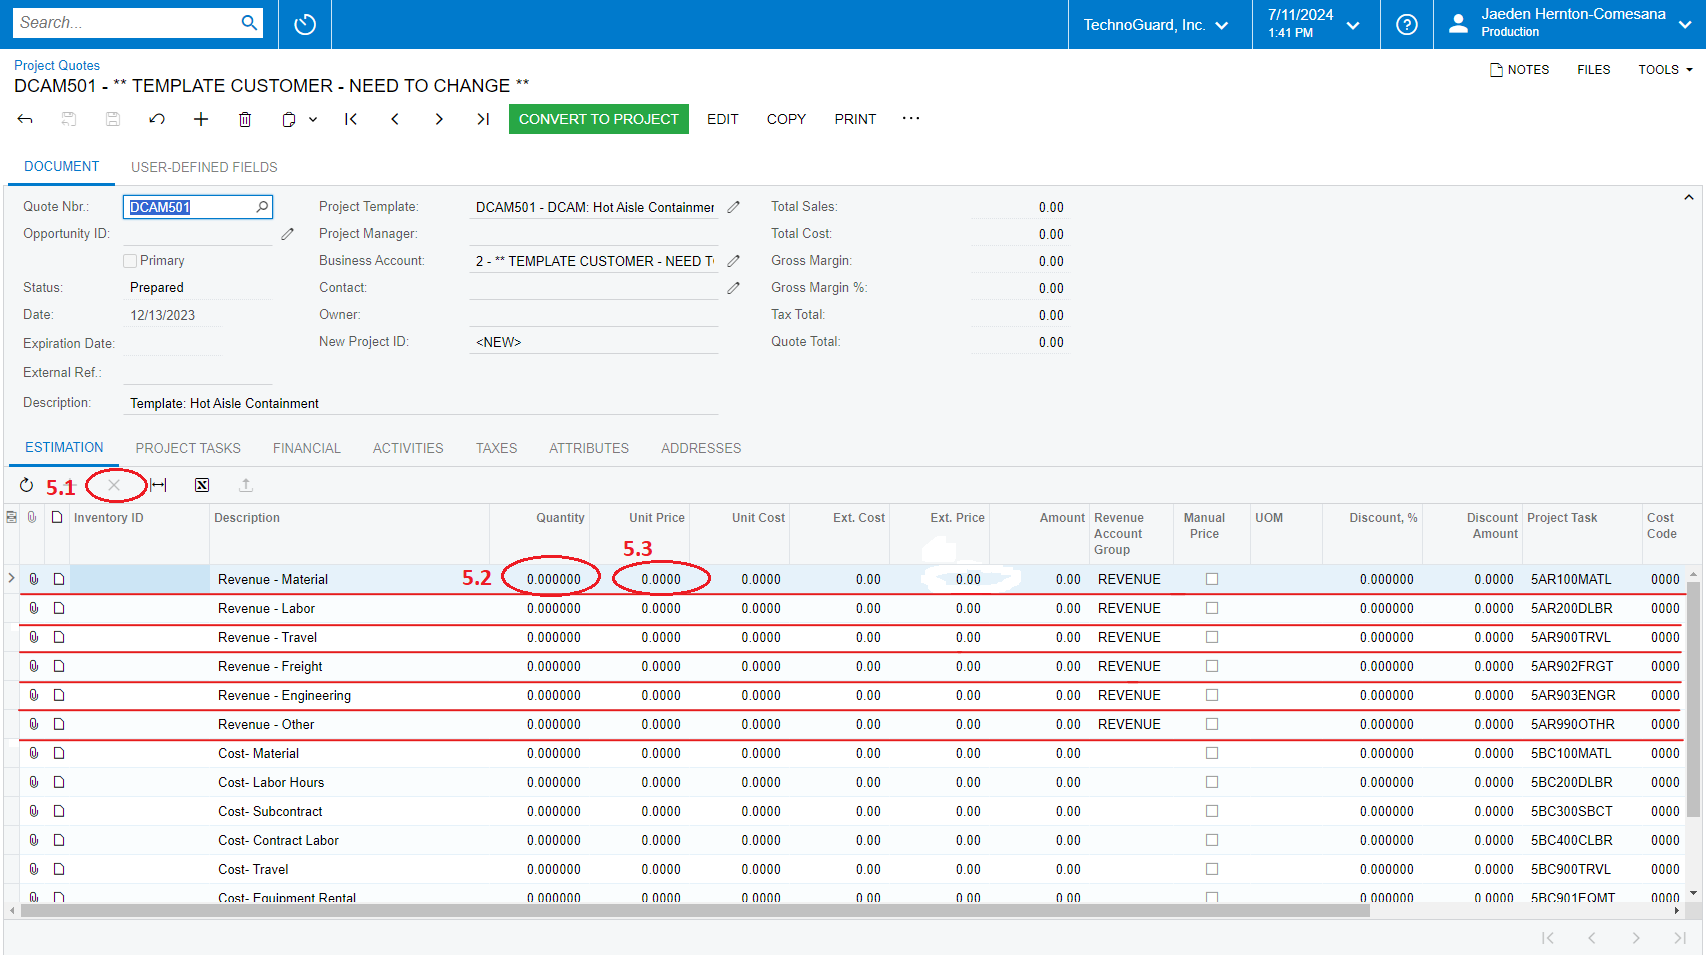 Search...
TechnoGuard, Inc.
7/11/2024
1:41 PM
Jaeden Hernton-Comesana
Production
Project Quotes
NOTES FILES TOOLS
DCAM501 - ** TEMPLATE CUSTOMER - NEED TO CHANGE **
CONVERT TO PROJECT EDIT COPY PRINT ...
DOCUMENT USER-DEFINED FIELDS
Quote Nbr.: DCAM501 Project Template: DCAM501 - DCAM: Hot Aisle Containmer Total Sales: 0.00
Opportunity ID: Project Manager: Total Cost: 0.00
Primary Business Account: 2 - ** TEMPLATE CUSTOMER - NEED T Gross Margin: 0.00
Status: Prepared Contact: Gross Margin %: 0.00
Date: 12/13/2023 Owner: Tax Total: 0.00
Expiration Date: New Project ID: <NEW> Quote Total: 0.00
External Ref.:
Description: Template: Hot Aisle Containment
ESTIMATION PROJECT TASKS FINANCIAL ACTIVITIES TAXES ATTRIBUTES ADDRESSES
5.1
Inventory ID Description Quantity Unit Price Unit Cost Ext. Cost Ext. Price Amount Revenue Account Group Manual Price UOM Discount, % Discount Amount Project Task Cost Code
5.3
5.2
Revenue - Material 0.000000 0.0000 0.0000 0.00 0.00 0.00 REVENUE 0.000000 0.0000 5AR100MATL 0000
Revenue - Labor 0.000000 0.0000 0.0000 0.00 0.00 0.00 REVENUE 0.000000 0.0000 5AR200DLBR 0000
Revenue - Travel 0.000000 0.0000 0.0000 0.00 0.00 0.00 REVENUE 0.000000 0.0000 5AR900TRVL 0000
Revenue - Freight 0.000000 0.0000 0.0000 0.00 0.00 0.00 REVENUE 0.000000 0.0000 5AR902FRGT 0000
Revenue - Engineering 0.000000 0.0000 0.0000 0.00 0.00 0.00 REVENUE 0.000000 0.0000 5AR903ENGR 0000
Revenue - Other 0.000000 0.0000 0.0000 0.00 0.00 0.00 REVENUE 0.000000 0.0000 5AR990OTHR 0000
Cost- Material 0.000000 0.0000 0.0000 0.00 0.00 0.00 0.000000 0.0000 5BC100MATL 0000
Cost- Labor Hours 0.000000 0.0000 0.0000 0.00 0.00 0.00 0.000000 0.0000 5BC200DLBR 0000
Cost- Subcontract 0.000000 0.0000 0.0000 0.00 0.00 0.00 0.000000 0.0000 5BC300SBCT 0000
Cost- Contract Labor 0.000000 0.0000 0.0000 0.00 0.00 0.00 0.000000 0.0000 5BC400CLBR 0000
Cost- Travel 0.000000 0.0000 0.0000 0.00 0.00 0.00 0.000000 0.0000 5BC900TRVL 0000
Cost- Equipment Rental 0.000000 0.0000 0.0000 0.00 0.00 0.00 0.000000 0.0000 5BC901EQMT 0000